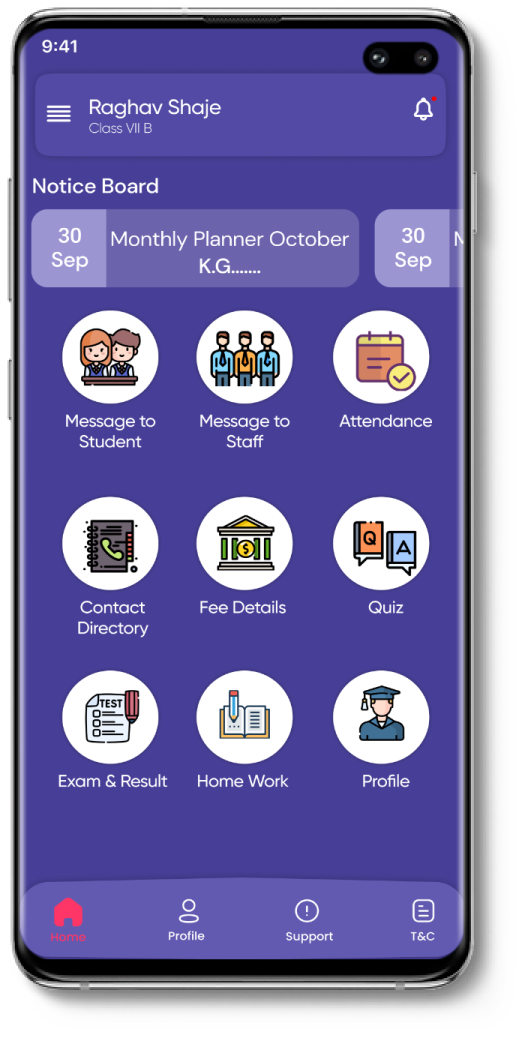 9:41
Raghav Shaje
Class VII B
Notice Board
30
Sep
Monthly Planner October
K.G.......
30
Sep
M
Message to
Student
Message to
Staff
Attendance
Contact
Directory
Fee Details
Q
A
Quiz
TEST
Exam & Result
Home Work
Profile
Home
Profile
Support
T&C